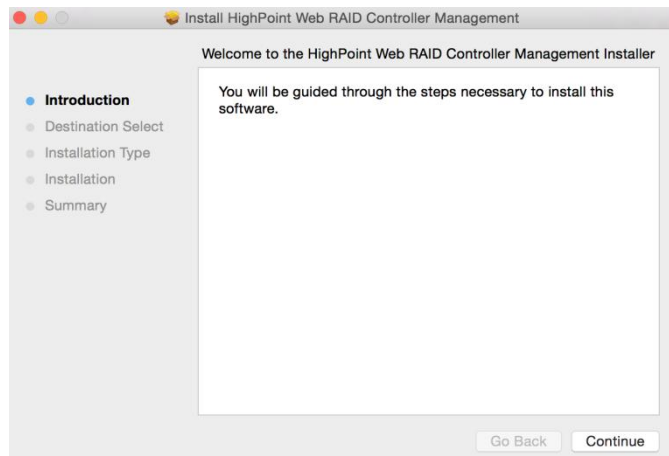 Install HighPoint Web RAID Controller Management
Welcome to the HighPoint Web RAID Controller Management Installer
Introduction
Destination Select
Installation Type
Installation
Summary
You will be guided through the steps necessary to install this
software.
Go Back
Continue